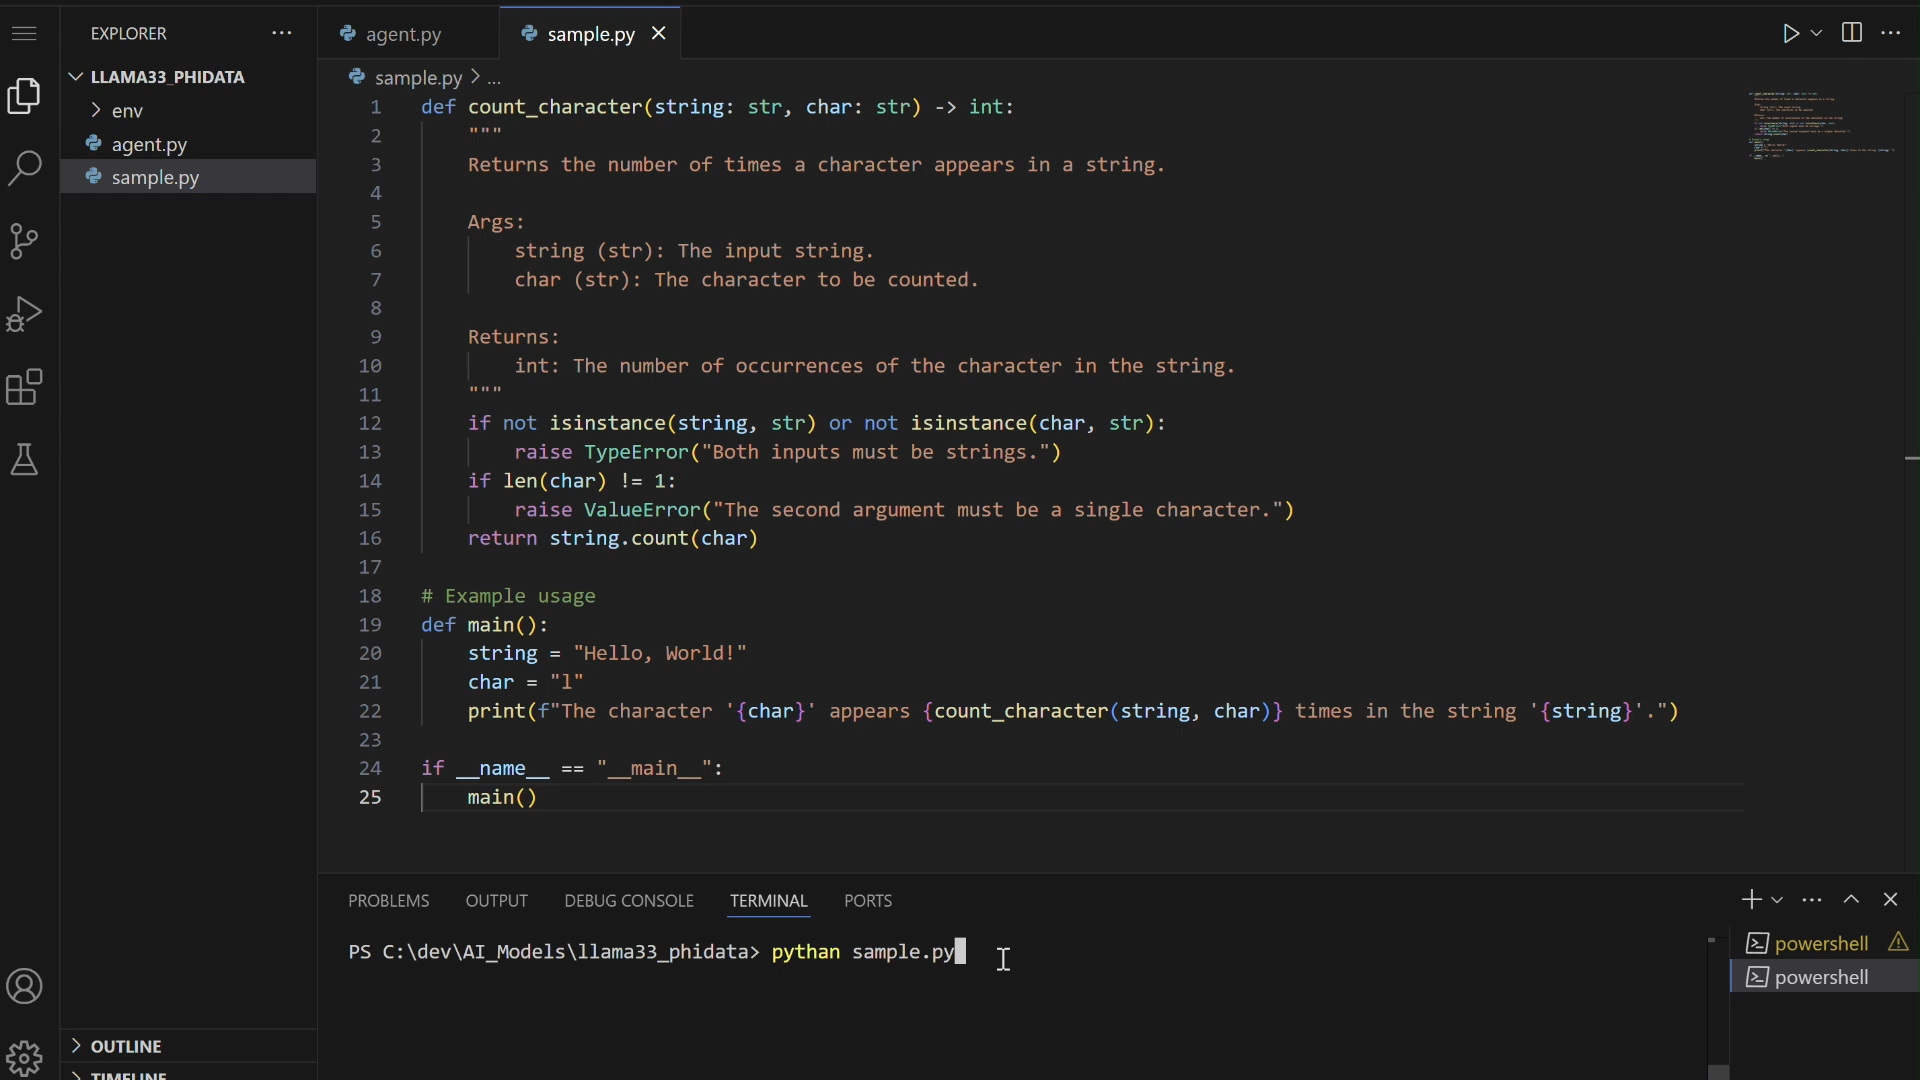 EXPLORER
LLAMA33_PHIDATA
env
agent.py
sample.py
OUTLINE
TIMELINE
agent.py
sample.py
sample.py > ...
1 def count_character(string: str, char: str) -> int:
2 """
3 Returns the number of times a character appears in a string.
4
5 Args:
6 string (str): The input string.
7 char (str): The character to be counted.
8
9 Returns:
10 int: The number of occurrences of the character in the string.
11 """
12 if not isinstance(string, str) or not isinstance(char, str):
13 raise TypeError("Both inputs must be strings.")
14 if len(char) != 1:
15 raise ValueError("The second argument must be a single character.")
16 return string.count(char)
17
18 # Example usage
19 def main():
20 string = "Hello, World!"
21 char = "l"
22 print(f"The character '{char}' appears {count_character(string, char)} times in the string '{string}'.")
23
24 if __name__ == "__main__":
25 main()
PROBLEMS OUTPUT DEBUG CONSOLE TERMINAL PORTS
PS C:\dev\AI_Models\llama33_phidata> pythan sample.py
powershell
powershell